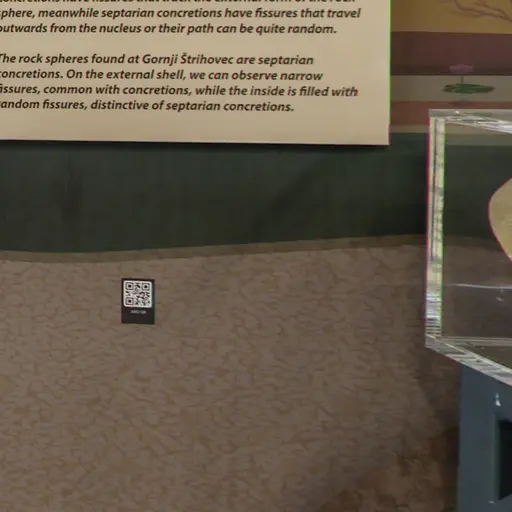 sphere, meanwhile septarian concretions have fissures that travel
outwards from the nucleus or their path can be quite random.
The rock spheres found at Gornji Štrihovec are septarian
concretions. On the external shell, we can observe narrow
fissures, common with concretions, while the inside is filled with
random fissures, distinctive of septarian concretions.